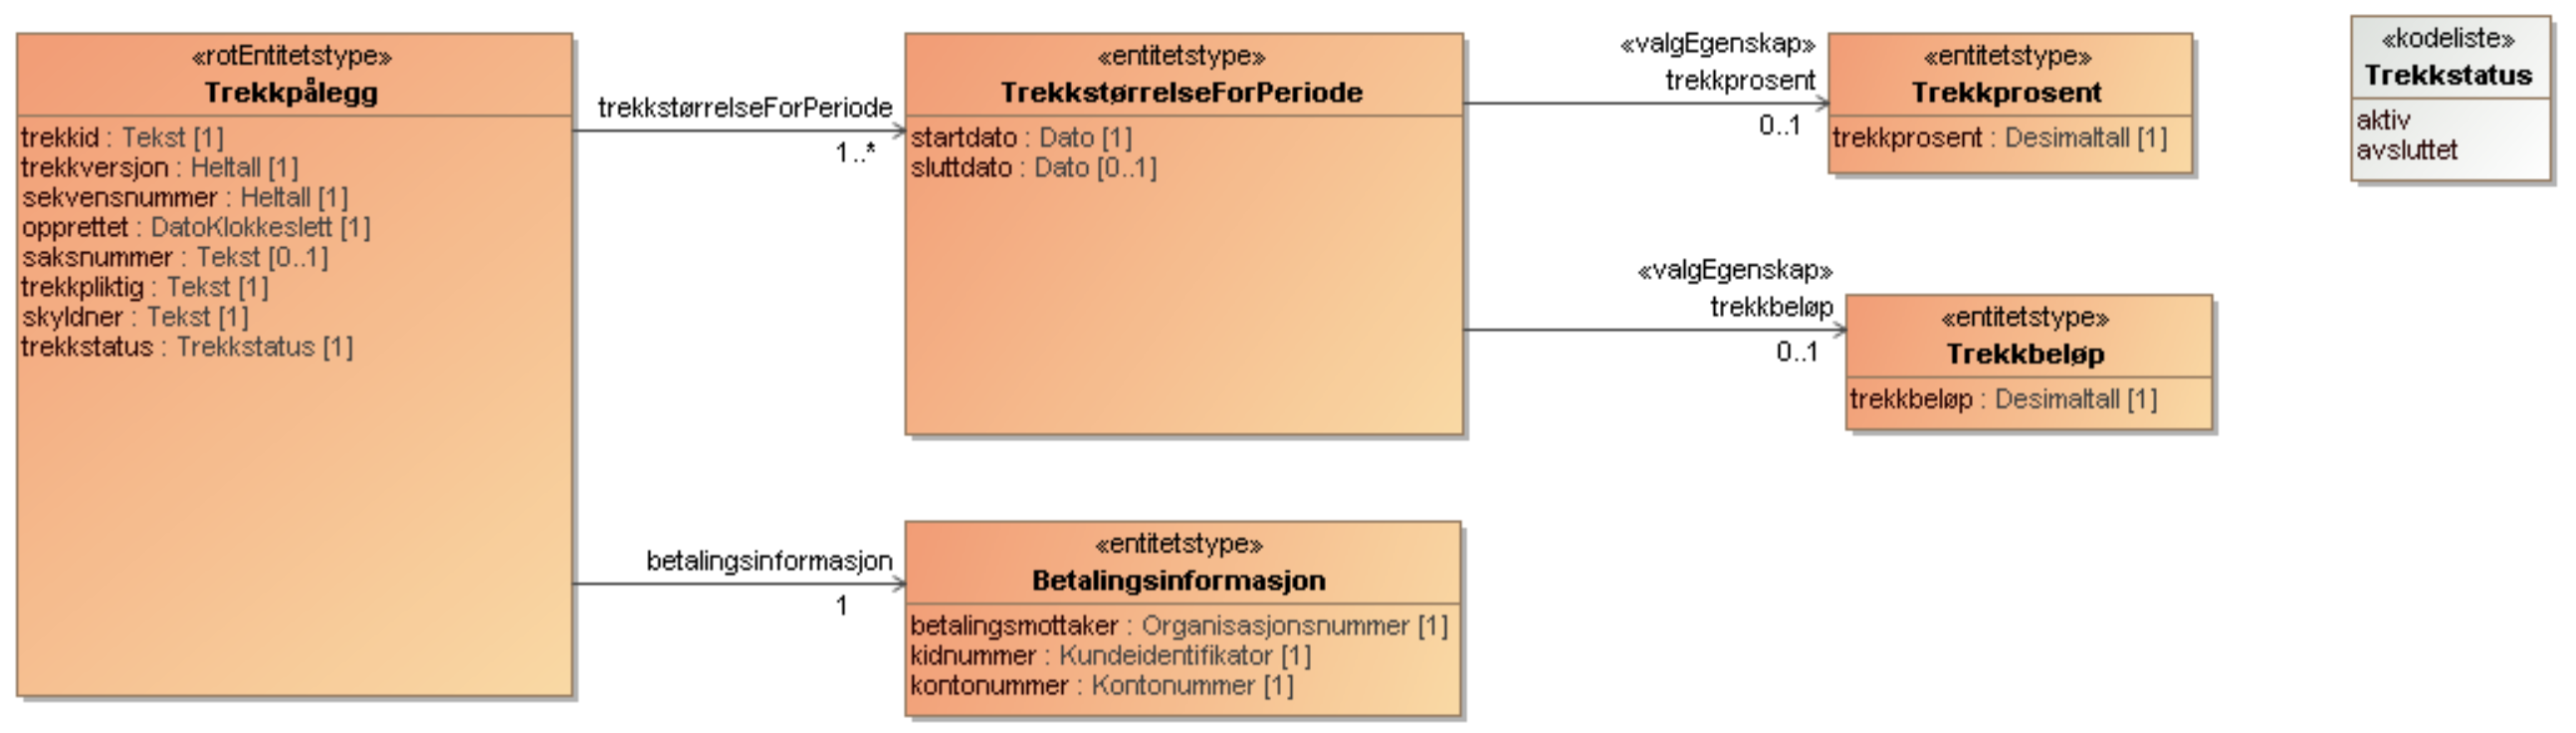 «rotEntitetstype»
Trekkpålegg
trekkid : Tekst [1]
trekkversjon : Heltall [1]
sekvensnummer : Heltall [1]
opprettet : DatoKlokkeslett [1]
saksnummer : Tekst [0..1]
trekkpliktig : Tekst [1]
skyldner : Tekst [1]
trekkstatus : Trekkstatus [1]
trekkstørrelseForPeriode
1..*
«entitetstype»
TrekkstørrelseForPeriode
startdato : Dato [1]
sluttdato : Dato [0..1]
«valgEgenskap»
trekkprosent
0..1
«entitetstype»
Trekkprosent
trekkprosent : Desimaltall [1]
«kodeliste»
Trekkstatus
aktiv
avsluttet
«valgEgenskap»
trekkbeløp
0..1
«entitetstype»
Trekkbeløp
trekkbeløp : Desimaltall [1]
betalingsinformasjon
1
«entitetstype»
Betalingsinformasjon
betalingsmottaker : Organisasjonsnummer [1]
kidnummer : Kundeidentifikator [1]
kontonummer : Kontonummer [1]